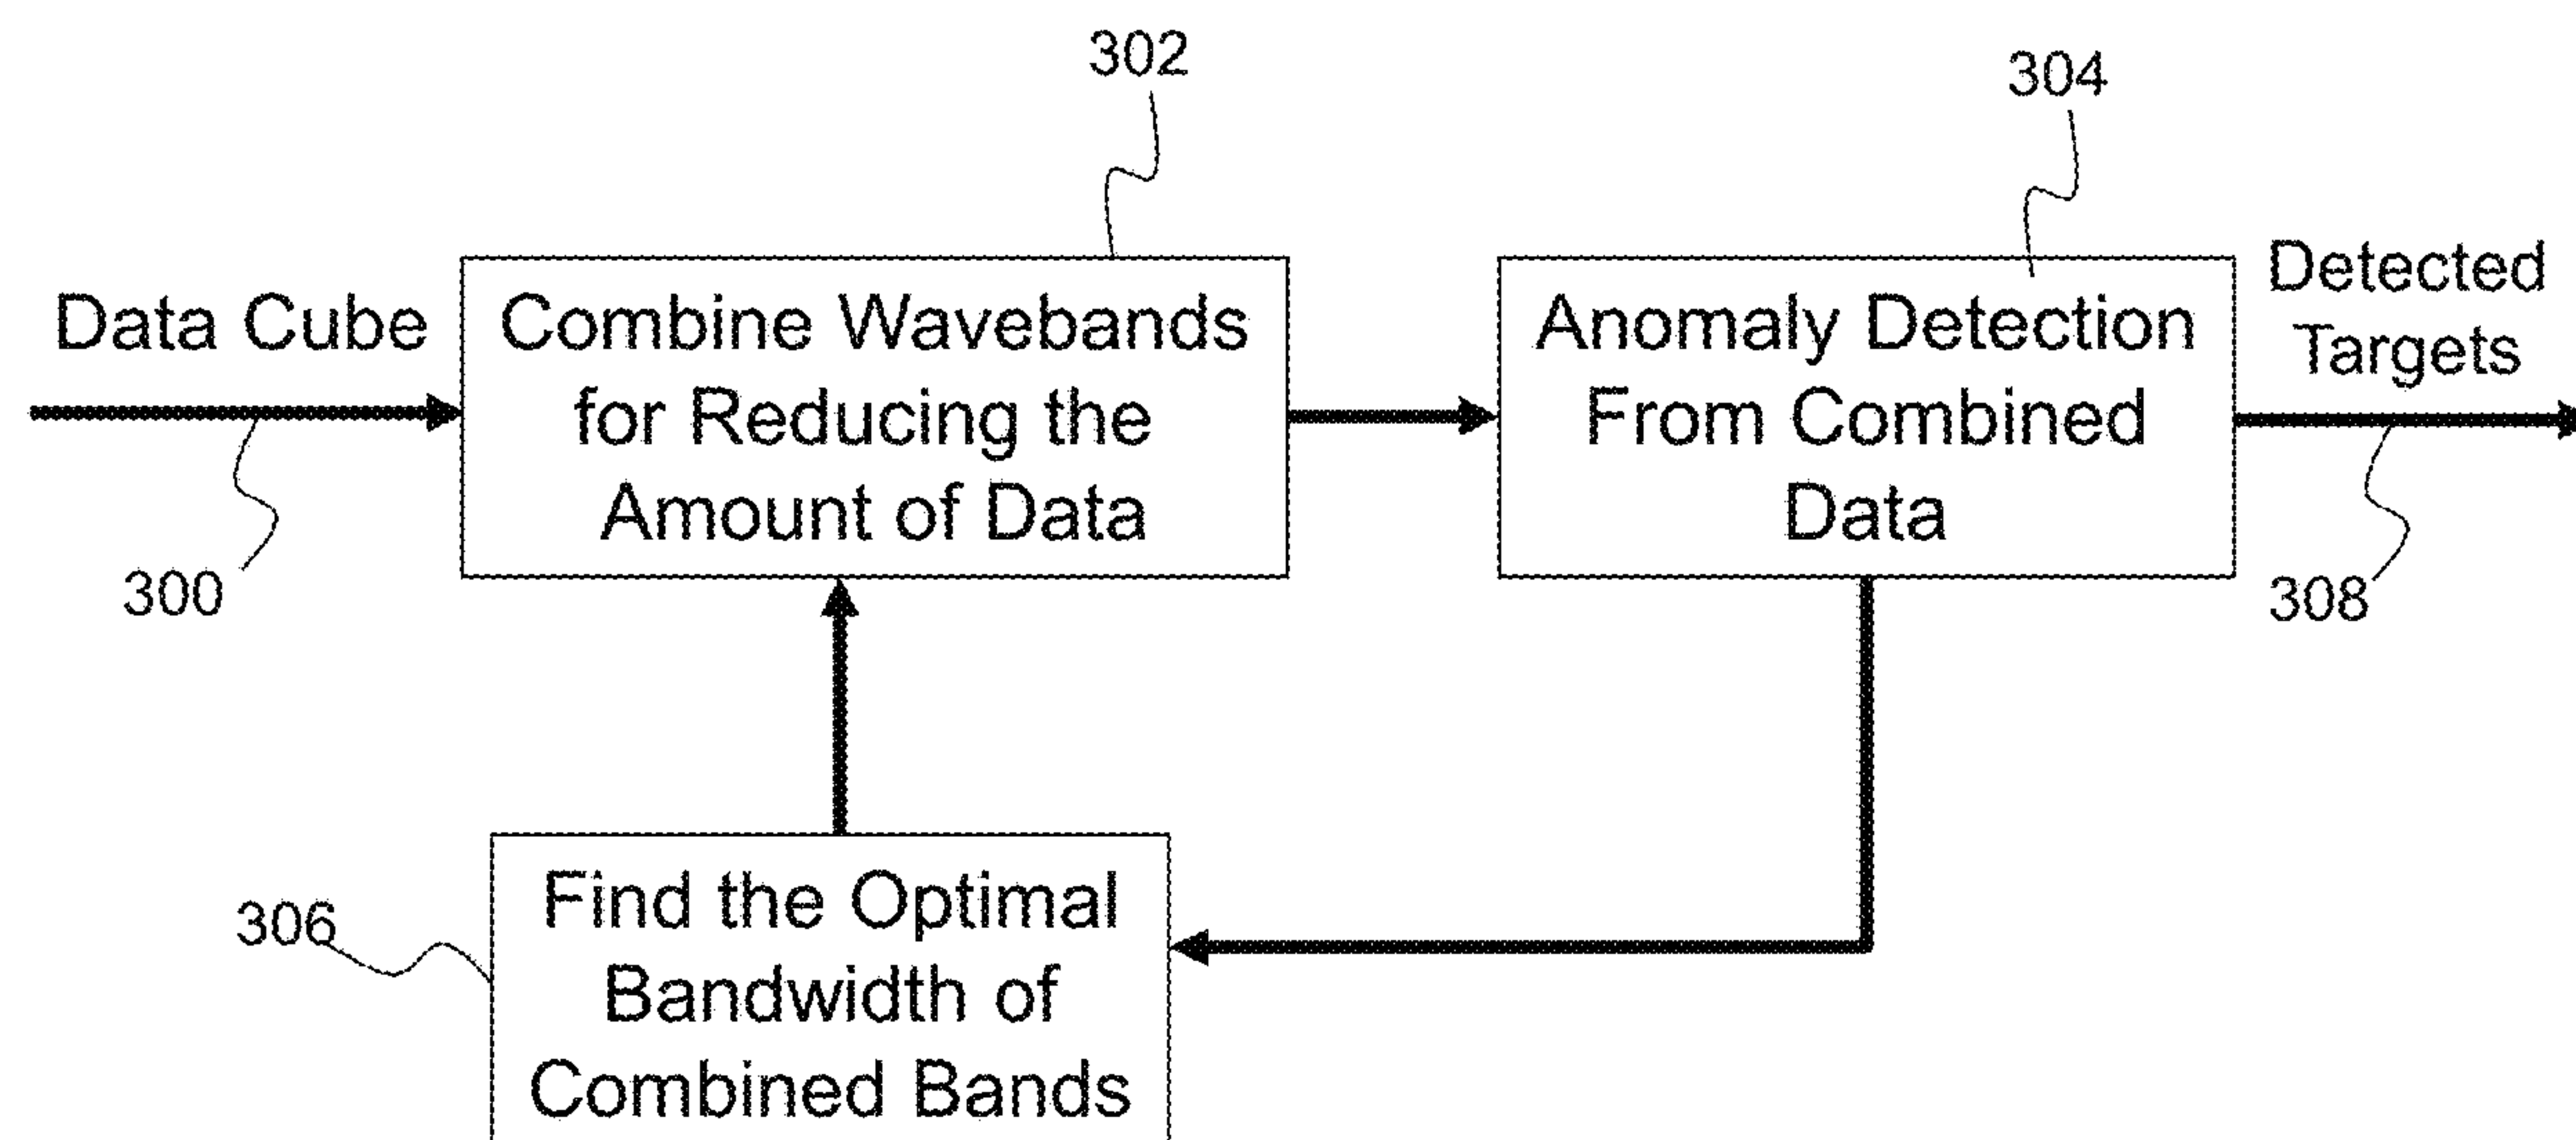 302
304
Data Cube
Combine Wavebands
for Reducing the
Amount of Data
Anomaly Detection
From Combined
Data
Detected
Targets
300
308
306
Find the Optimal
Bandwidth of
Combined Bands